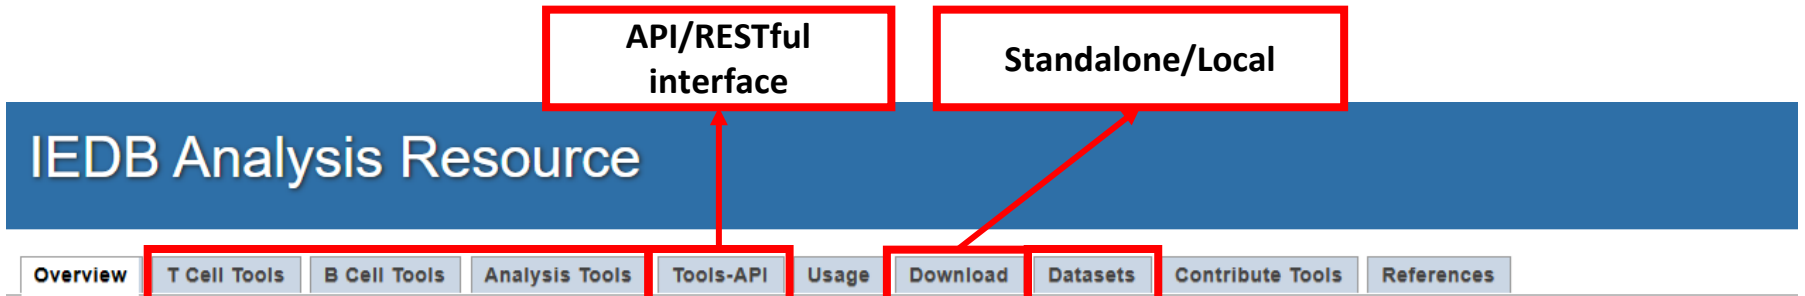 API/RESTful
interface
Standalone/Local
IEDB Analysis Resource
Overview T Cell Tools B Cell Tools Analysis Tools Tools-API Usage Download Datasets Contribute Tools References